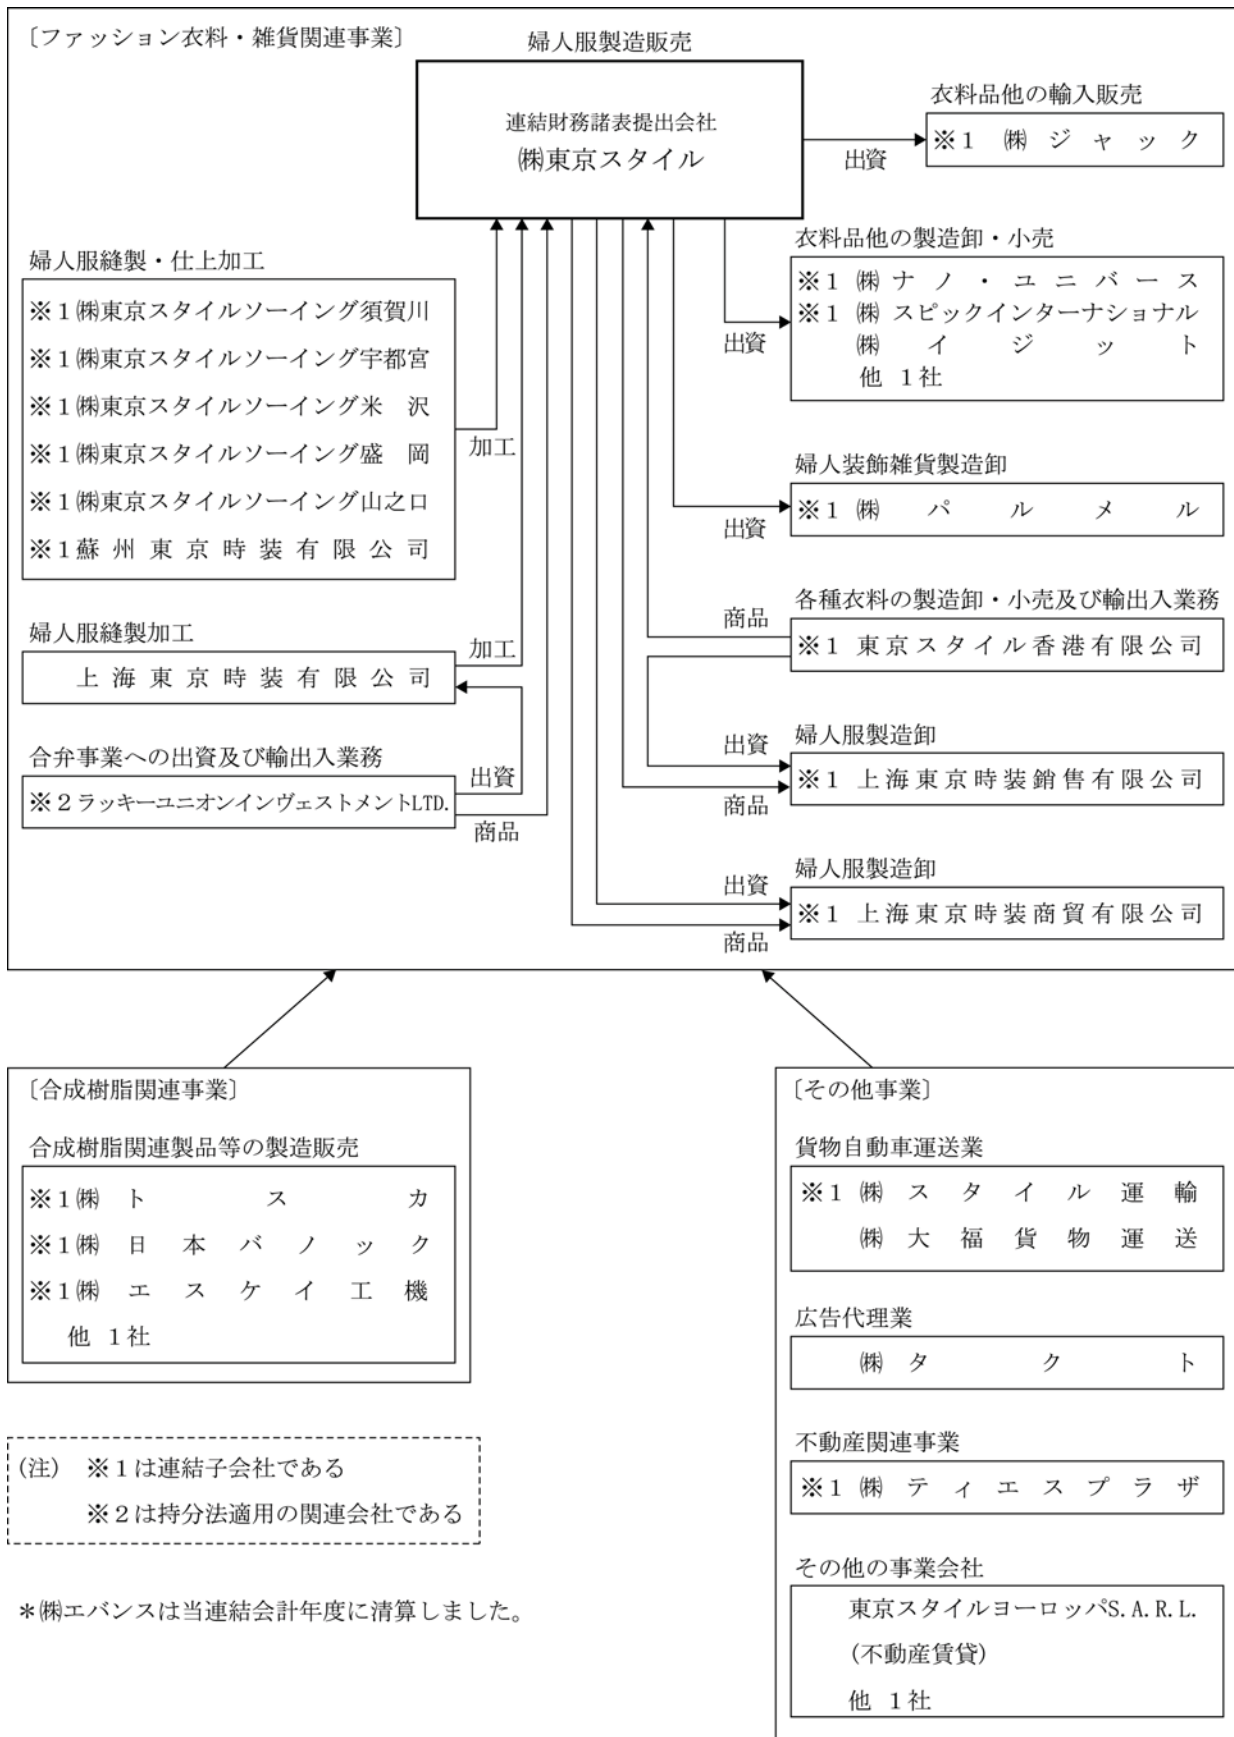 〔ファッション衣料・雑貨関連事業〕
婦人服製造販売
連結財務諸表提出会社
㈱東京スタイル
衣料品他の輸入販売
※1 ㈱ ジャック
出資
婦人服縫製・仕上加工
※1㈱東京スタイルソーイング須賀川
※1㈱東京スタイルソーイング宇都宮
※1㈱東京スタイルソーイング米 沢
※1㈱東京スタイルソーイング盛 岡
※1㈱東京スタイルソーイング山之口
※1蘇州東京時装有限公司
加工
婦人服縫製加工
上海東京時装有限公司
加工
合弁事業への出資及び輸出入業務
※2ラッキーユニオンインヴェストメントLTD.
出資
商品
衣料品他の製造卸・小売
※1 ㈱ ナノ・ユニバース
※1 ㈱ スピックインターナショナル
㈱ イジット
他 1社
出資
婦人装飾雑貨製造卸
※1 ㈱ パルメル
出資
各種衣料の製造卸・小売及び輸出入業務
商品
※1 東京スタイル香港有限公司
婦人服製造卸
出資
※1 上海東京時装銷售有限公司
商品
婦人服製造卸
出資
※1 上海東京時装商貿有限公司
商品
〔合成樹脂関連事業〕
合成樹脂関連製品等の製造販売
※1㈱ トスカ
※1㈱ 日本バノック
※1㈱ エスケイ工機
他 1社
(注) ※1は連結子会社である
※2は持分法適用の関連会社である
＊㈱エバンスは当連結会計年度に清算しました。
〔その他事業〕
貨物自動車運送業
※1 ㈱ スタイル運輸
㈱ 大福貨物運送
広告代理業
㈱ タクト
不動産関連事業
※1 ㈱ ティエスプラザ
その他の事業会社
東京スタイルヨーロッパS.A.R.L.
(不動産賃貸)
他 1社